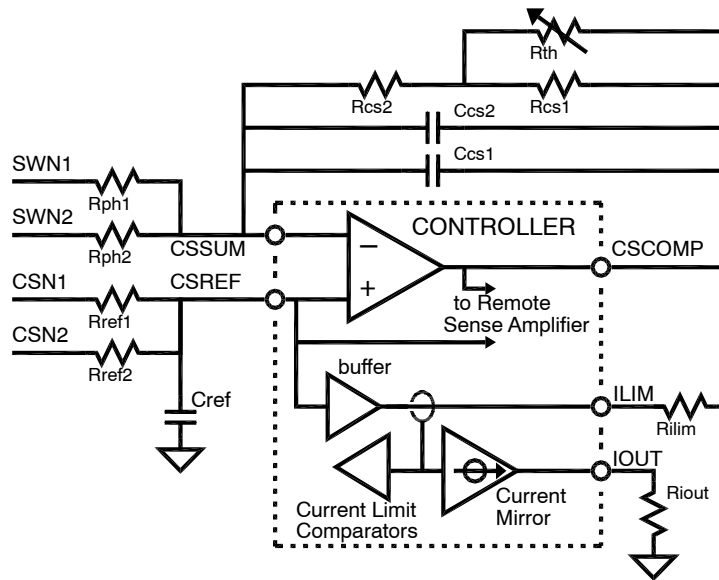 Rth
Rcs2
Rcs1
Ccs2
Ccs1
SWN1
Rph1
SWN2
Rph2
CSSUM
CONTROLLER
CSCOMP
CSN1
CSREF
Rref1
to Remote
Sense Amplifier
CSN2
Rref2
buffer
Cref
ILIM
Rilim
IOUT
Riout
Current Limit
Comparators
Current
Mirror